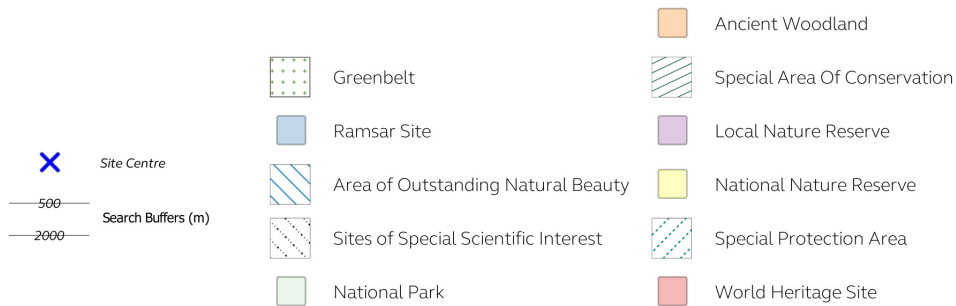 Site Centre
500
Search Buffers (m)
2000
Greenbelt
Ramsar Site
Area of Outstanding Natural Beauty
Sites of Special Scientific Interest
National Park
Ancient Woodland
Special Area Of Conservation
Local Nature Reserve
National Nature Reserve
Special Protection Area
World Heritage Site